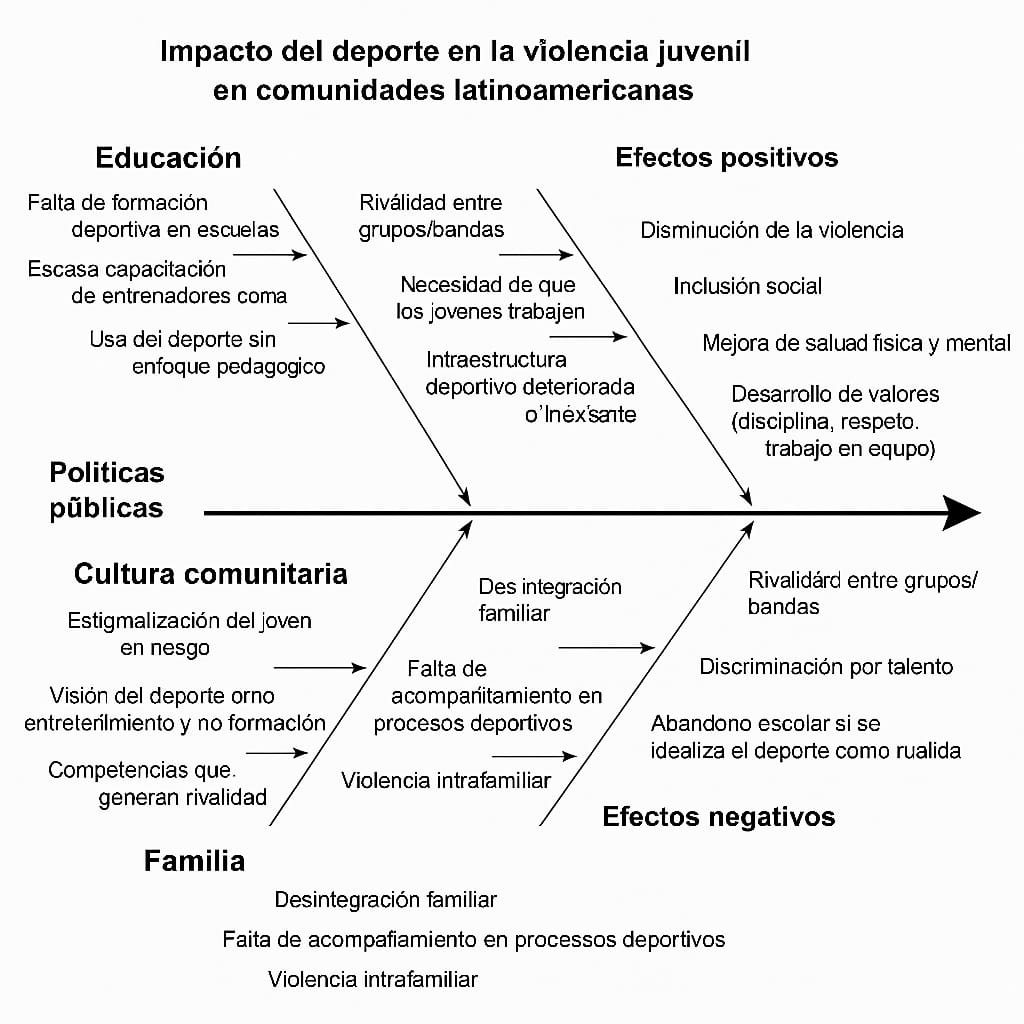 Impacto del deporte en la violencia juvenil
en comunidades latinoamericanas
Educación
Falta de formación
deportiva en escuelas
Escasa capacitación
de entrenadores coma
Usa dei deporte sin
enfoque pedagogico
Riválidad entre
grupos/bandas
Necesidad de que
los jovenes trabajen
Intraestructura
deportivo deteriorada
Efectos positivos
Disminución de la violencia
Inclusión social
Mejora de saluad fisica y mental
Desarrollo de valores
(disciplina, respeto.
trabajo en equpo)
Politicas
pũblicas
Cultura comunitaria
Estigmalización del joven
en nesgo
Visión del deporte orno
y no formaclón
Competencias que.
generan rivalidad
Des integración
familiar
Falta de
en
procesos deportivos
Violencia intrafamiliar
Rivalidárd entre grupos/
bandas
Discriminación por talento
Abandono escolar si se
idealiza el deporte como rualida
Efectos negativos
Familia
Desintegración familiar
Faita de acompafiamiento en processos deportivos
Violencia intrafamiliar